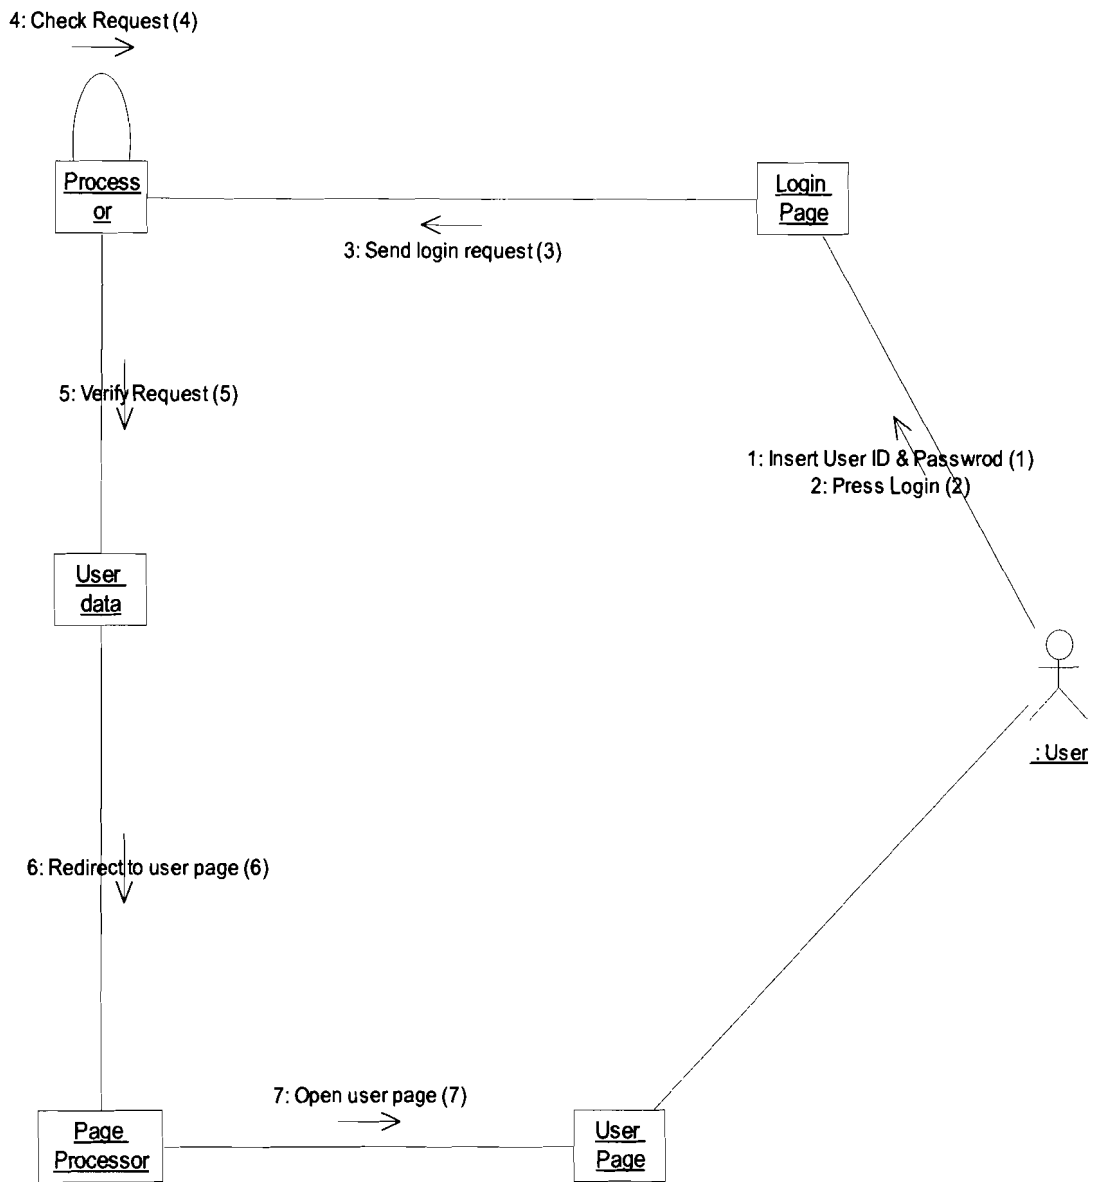 4: Check Request (4)
Process
or
Login
Page
3: Send login request (3)
5: Verify Request (5)
1: Insert User ID & Passwrod (1)
2: Press Login (2)
User
data
: User
6: Redirect to user page (6)
7: Open user page (7)
Page
Processor
User
Page